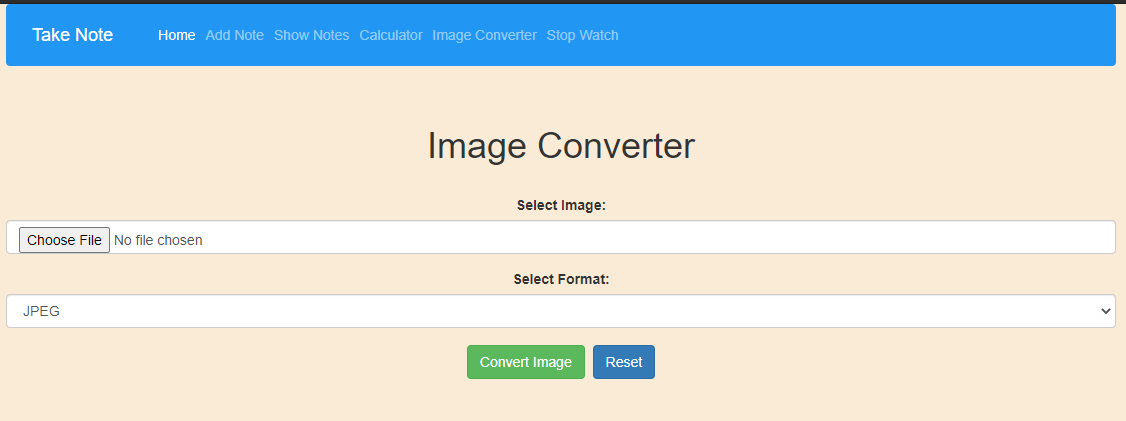 Take Note Home Add Note Show Notes Calculator Image Converter Stop Watch
Image Converter
Select Image:
Choose File No file chosen
Select Format:
JPEG
Convert Image Reset